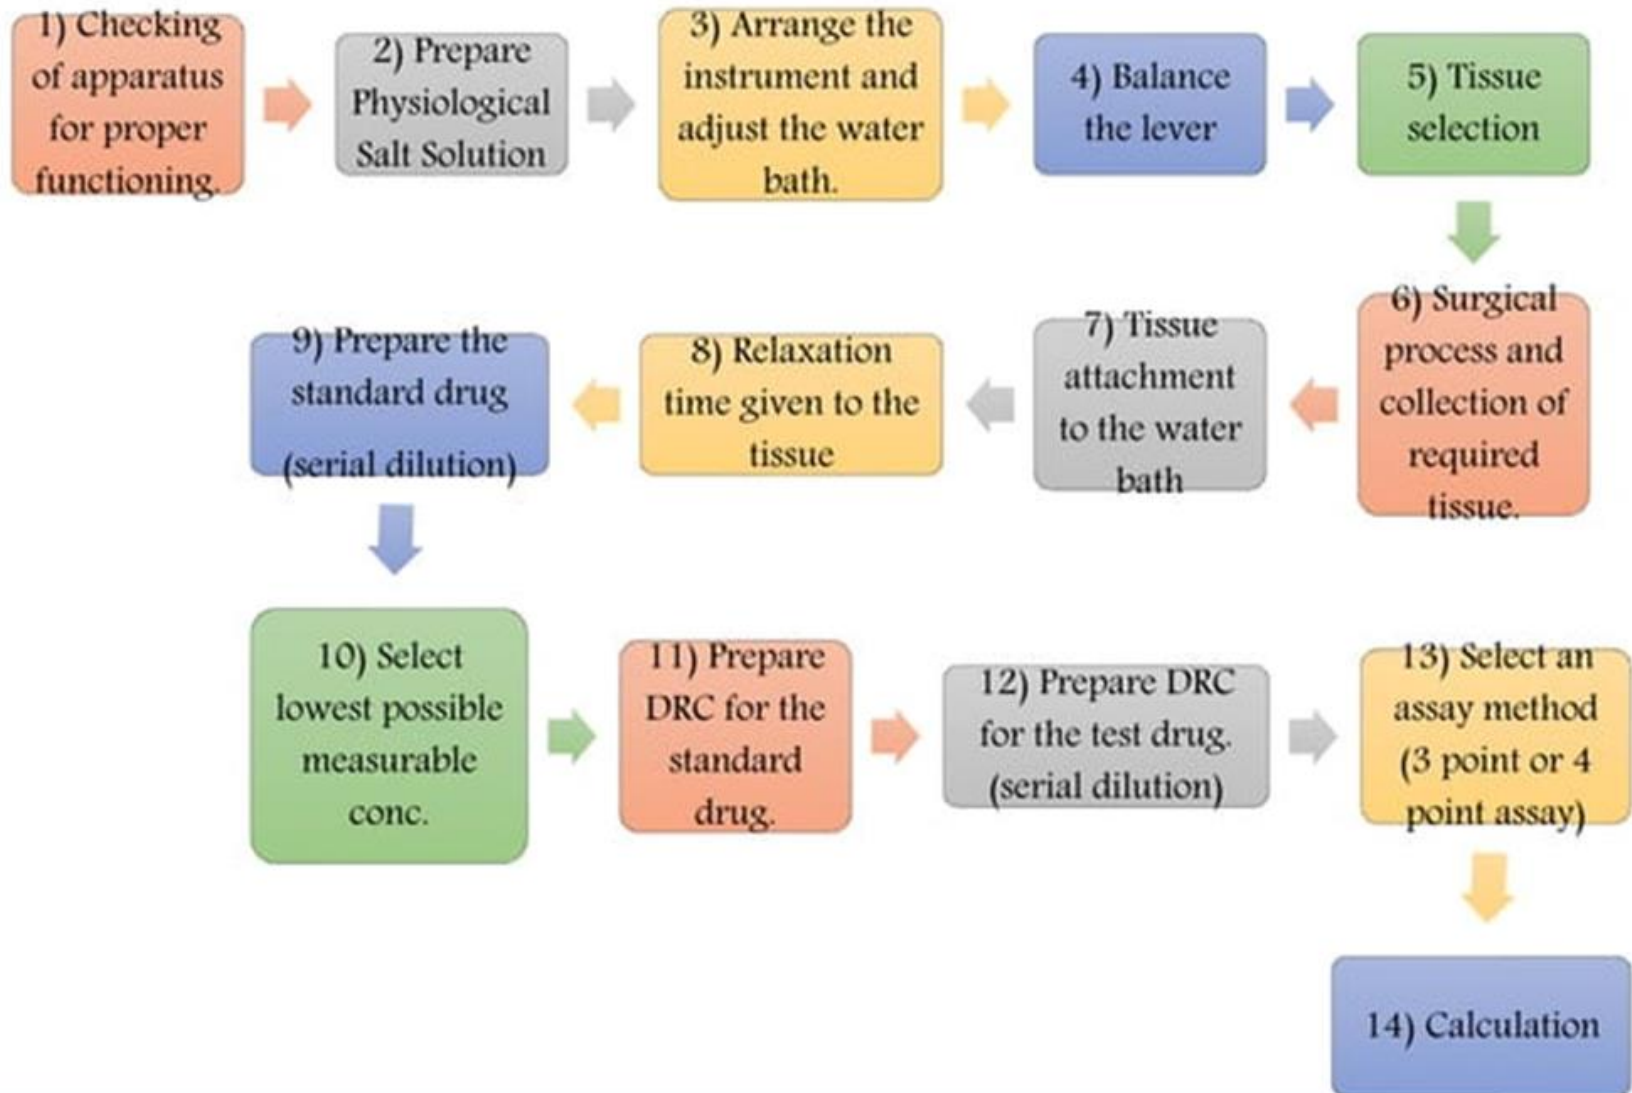 1) Checking
of apparatus
for proper
functioning.
2) Prepare
Physiological
Salt Solution
3) Arrange the
instrument and
adjust the water
bath.
4) Balance
the lever
5) Tissue
selection
6) Surgical
process and
collection of
required
tissue.
7) Tissue
attachment
to the water
bath
8) Relaxation
time given to the
tissue
9) Prepare the
standard drug
(serial dilution)
10) Select
lowest possible
measurable
conc.
11) Prepare
DRC for the
standard
drug.
12) Prepare DRC
for the test drug.
(serial dilution)
13) Select an
assay method
(3 point or 4
point assay)
14) Calculation